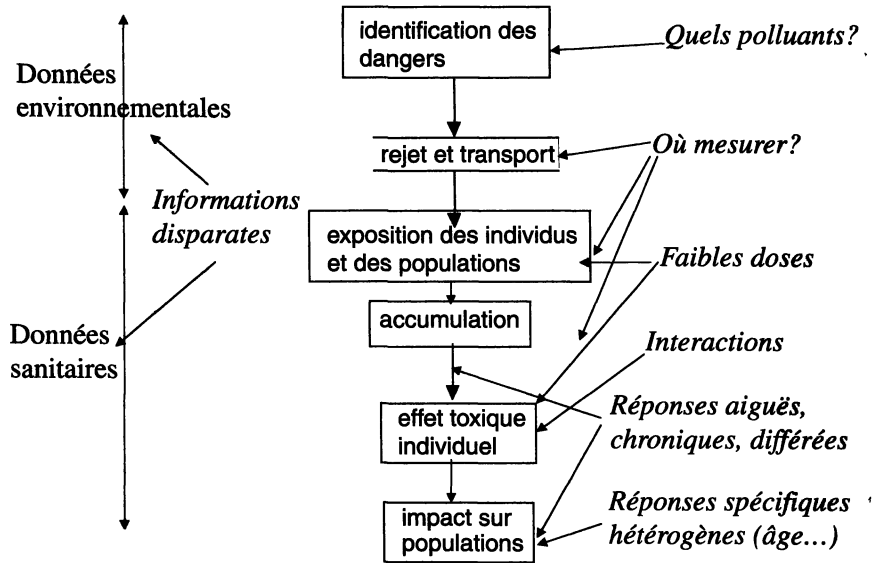 identification des
dangers
Quels polluants?
Données
environnementales
rejet et transport
Où mesurer?
Informations
disparates
exposition des individus
et des populations
Faibles doses
accumulation
Données
sanitaires
Interactions
effet toxique
individuel
Réponses aiguës,
chroniques, différées
impact sur
populations
Réponses spécifiques
hétérogènes (âge...)